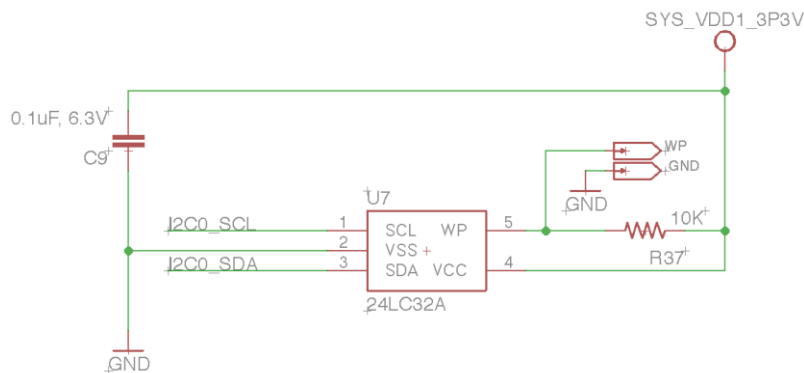 SYS_VDD1_3P3V
0.1uF, 6.3V
C9
WP
GND
GND
U7
10K
R37
I2C0_SCL
1
SCL
WP
5
2
VSS
I2C0_SDA
3
SDA
VCC
4
24LC32A
GND